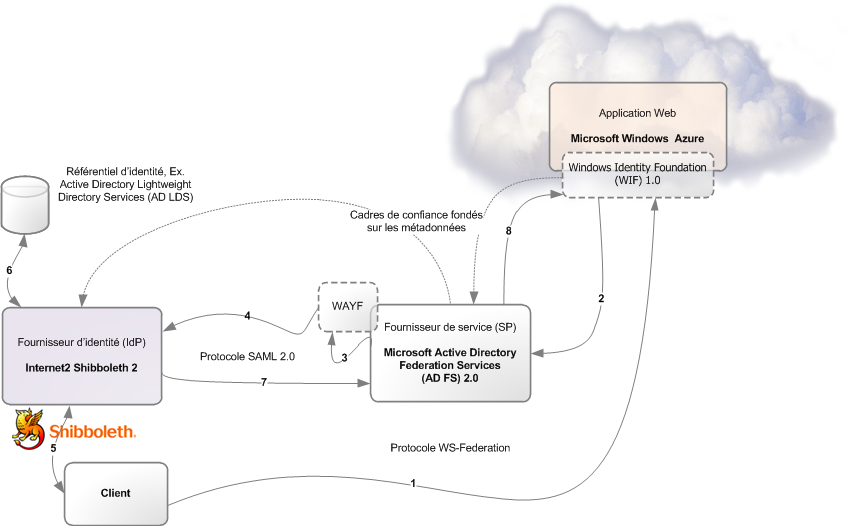 Application Web
Microsoft Windows Azure
Windows Identity Foundation
(WIF) 1.0
Référentiel d'identité, Ex.
Active Directory Lightweight
Directory Services (AD LDS)
Cadres de confiance fondés
sur les métadonnées
8
6
2
WAYF
4
Fournisseur de service (SP)
Microsoft Active Directory
Federation Services
(AD FS) 2.0
Fournisseur d'identité (IdP)
Internet2 Shibboleth 2
Protocole SAML 2.0
3
7
Shibboleth.
5
Protocole WS-Federation
1
Client